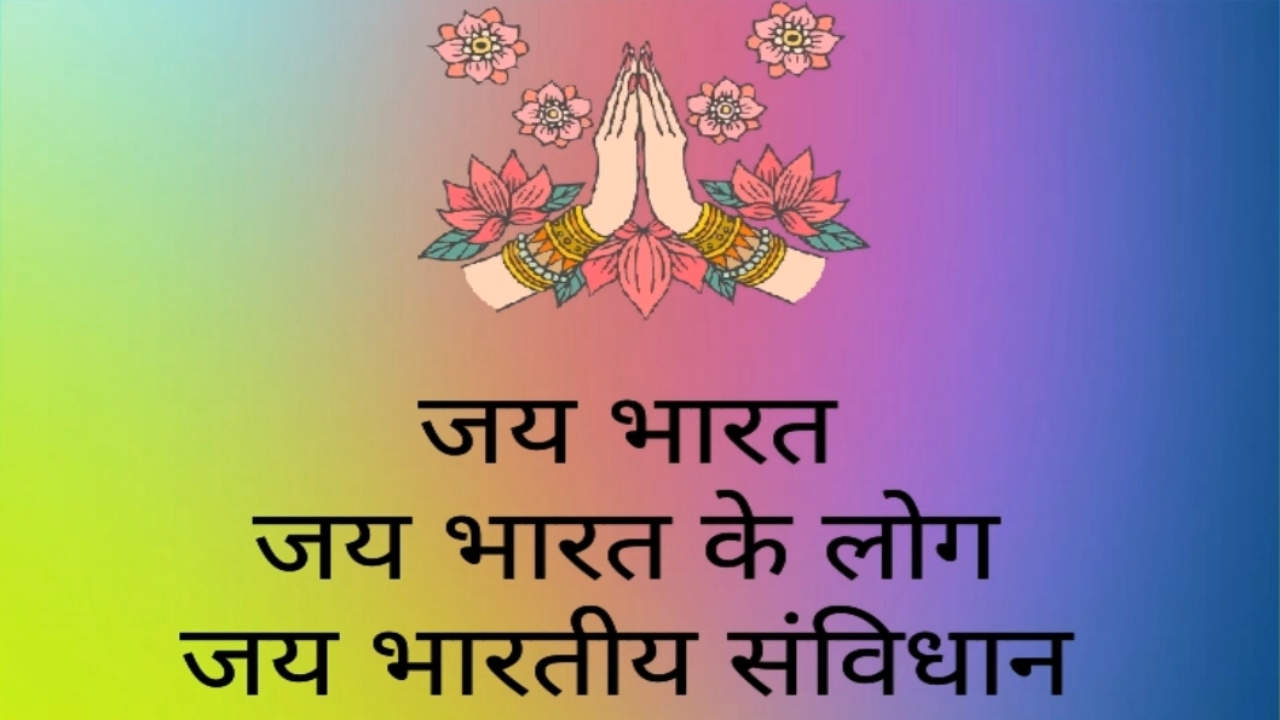 जय भारत
जय भारत के लोग
जय भारतीय संविधान